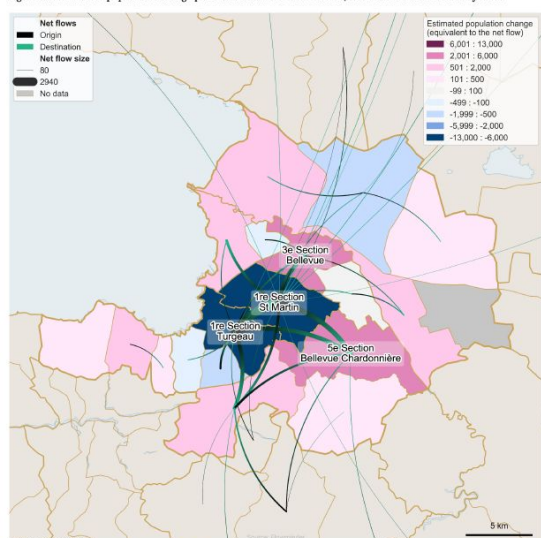 Net flows
Origin
Destination
Net flow size
80
2940
No data
Estimated population change
(equivalent to the net flow)
6,001 : 13,000
2,001 : 6,000
501 : 2,000
101 : 500
-99 : 100
-499 : -100
-1,999 : -500
-5,999 : -2,000
-13,000 : -6,000
3e Section
Bellevue
1re Section
St Martin
1re Section
Turgeau
5e Section
Bellevue Chardonnière
5 km